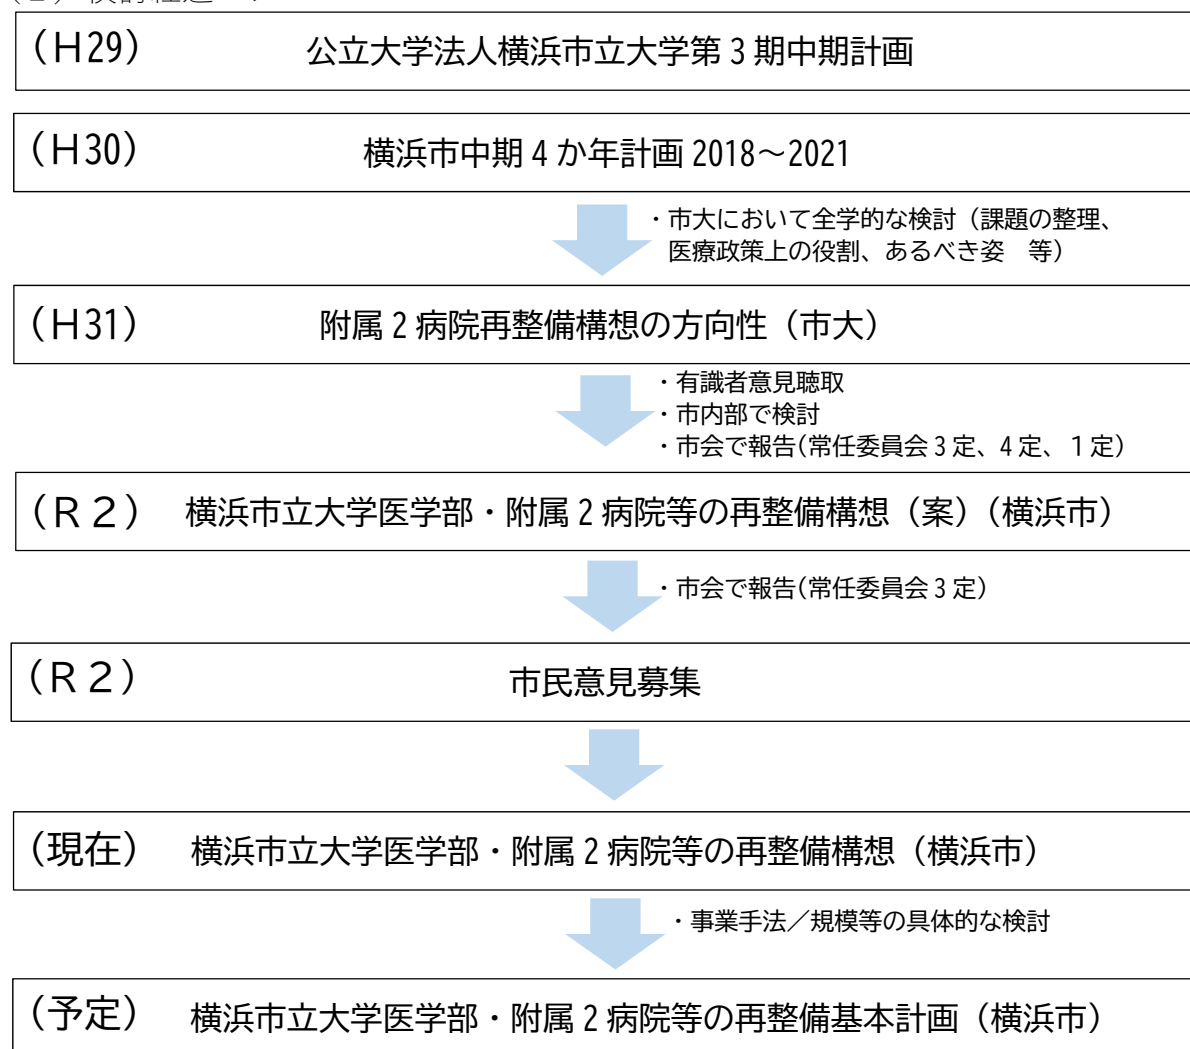 （H29） 公立大学法人横浜市立大学第３期中期計画
（H30） 横浜市中期４か年計画 2018～2021
・市大において全学的な検討（課題の整理、
医療政策上の役割、あるべき姿　等）
（H31） 附属２病院再整備構想の方向性（市大）
・有識者意見聴取
・市内部で検討
・市会で報告（常任委員会３定、４定、１定）
（R２） 横浜市立大学医学部・附属２病院等の再整備構想（案）（横浜市）
・市会で報告（常任委員会３定）
（R２） 市民意見募集
（現在） 横浜市立大学医学部・附属２病院等の再整備構想（横浜市）
・事業手法／規模等の具体的な検討
（予定） 横浜市立大学医学部・附属２病院等の再整備基本計画（横浜市）